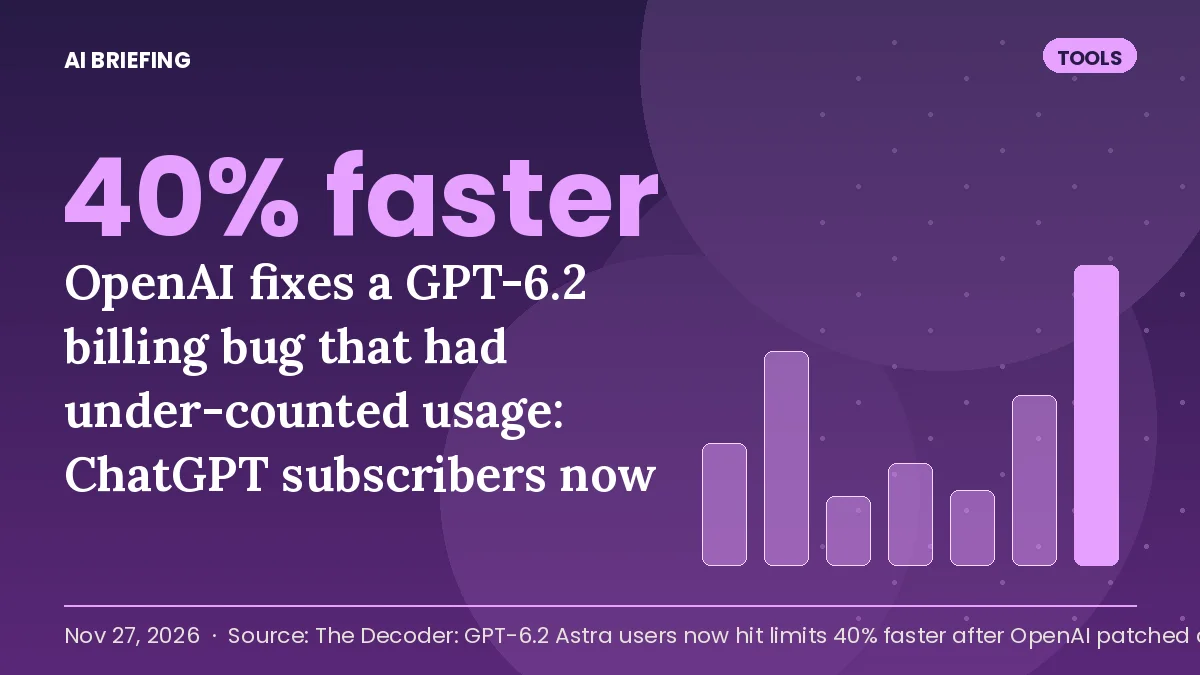 AI BRIEFING
TOOLS
40% faster
OpenAI fixes a GPT-6.2
billing bug that had
under-counted usage:
ChatGPT subscribers now
Nov 27, 2026 · Source: The Decoder: GPT-6.2 Astra users now hit limits 40% faster after OpenAI patched